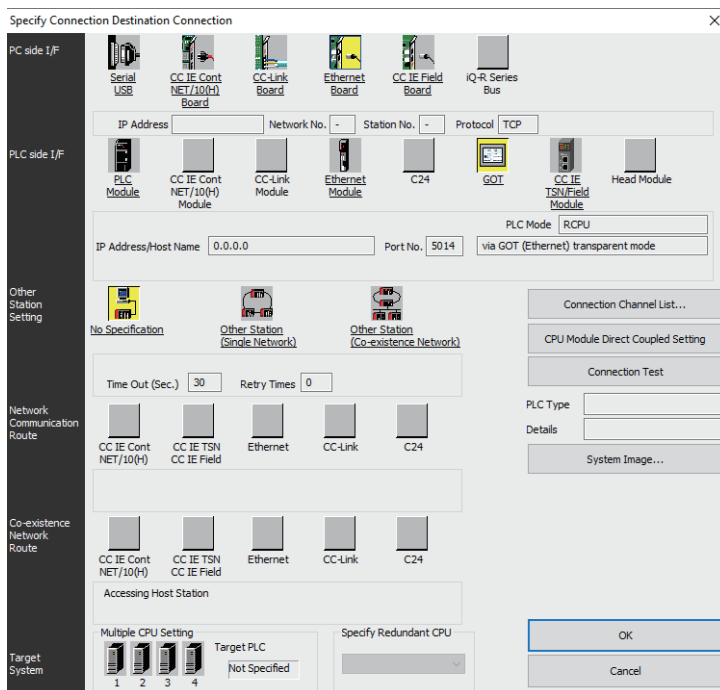 Specify Connection Destination Connection
PC side I/F
Serial
USB
CC IE Cont
NET/10(H)
Board
CC-Link
Board
Ethernet
Board
CC IE Field
Board
iQ-R Series
Bus
IP Address
Network No. -
Station No. -
Protocol TCP
PLC side I/F
PLC
Module
CC IE Cont
NET/10(H)
Module
CC-Link
Module
Ethernet
Module
C24
GOT
CC IE
TSN/Field
Module
Head Module
PLC Mode RCPU
IP Address/Host Name 0.0.0.0
Port No. 5014
via GOT (Ethernet) transparent mode
Other
Station
Setting
No Specification
Other Station
(Single Network)
Other Station
(Co-existence Network)
Connection Channel List...
CPU Module Direct Coupled Setting
Connection Test
Time Out (Sec.) 30
Retry Times 0
PLC Type
Details
System Image...
Network
Communication
Route
CC IE Cont
NET/10(H)
CC IE TSN
CC IE Field
Ethernet
CC-Link
C24
Co-existence
Network
Route
CC IE Cont
NET/10(H)
CC IE TSN
CC IE Field
Ethernet
CC-Link
C24
Accessing Host Station
Target
System
Multiple CPU Setting
1 2 3 4
Target PLC
Not Specified
Specify Redundant CPU
OK
Cancel